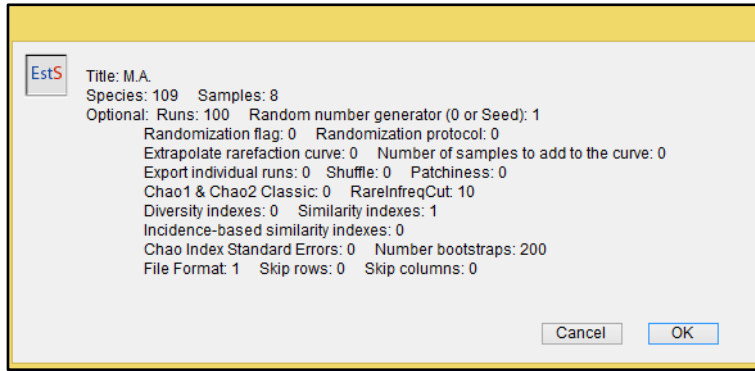 EstS
Title: M.A.
Species: 109 Samples: 8
Optional: Runs: 100 Random number generator (0 or Seed): 1
Randomization flag: 0 Randomization protocol: 0
Extrapolate rarefaction curve: 0 Number of samples to add to the curve: 0
Export individual runs: 0 Shuffle: 0 Patchiness: 0
Chao1 & Chao2 Classic: 0 RareInfreqCut: 10
Diversity indexes: 0 Similarity indexes: 1
Incidence-based similarity indexes: 0
Chao Index Standard Errors: 0 Number bootstraps: 200
File Format: 1 Skip rows: 0 Skip columns: 0
Cancel OK